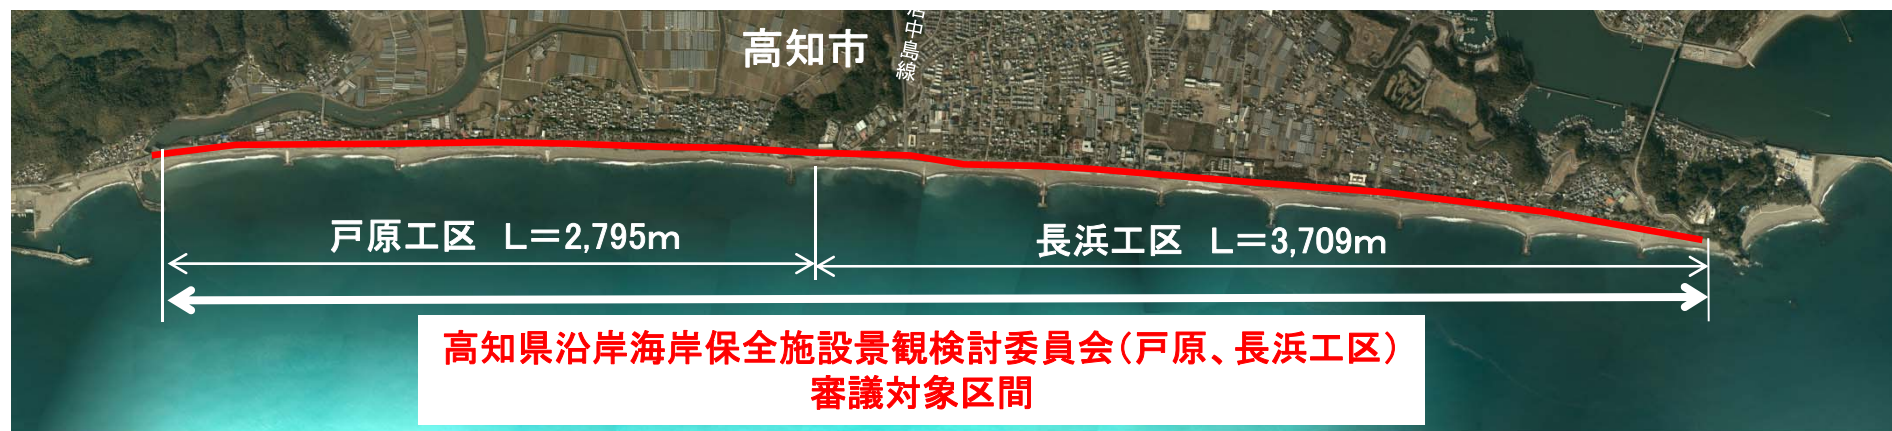 高知市
中島線
戸原工区　L=2,795m
長浜工区　L=3,709m
高知県沿岸海岸保全施設景観検討委員会（戸原、長浜工区）
審議対象区間